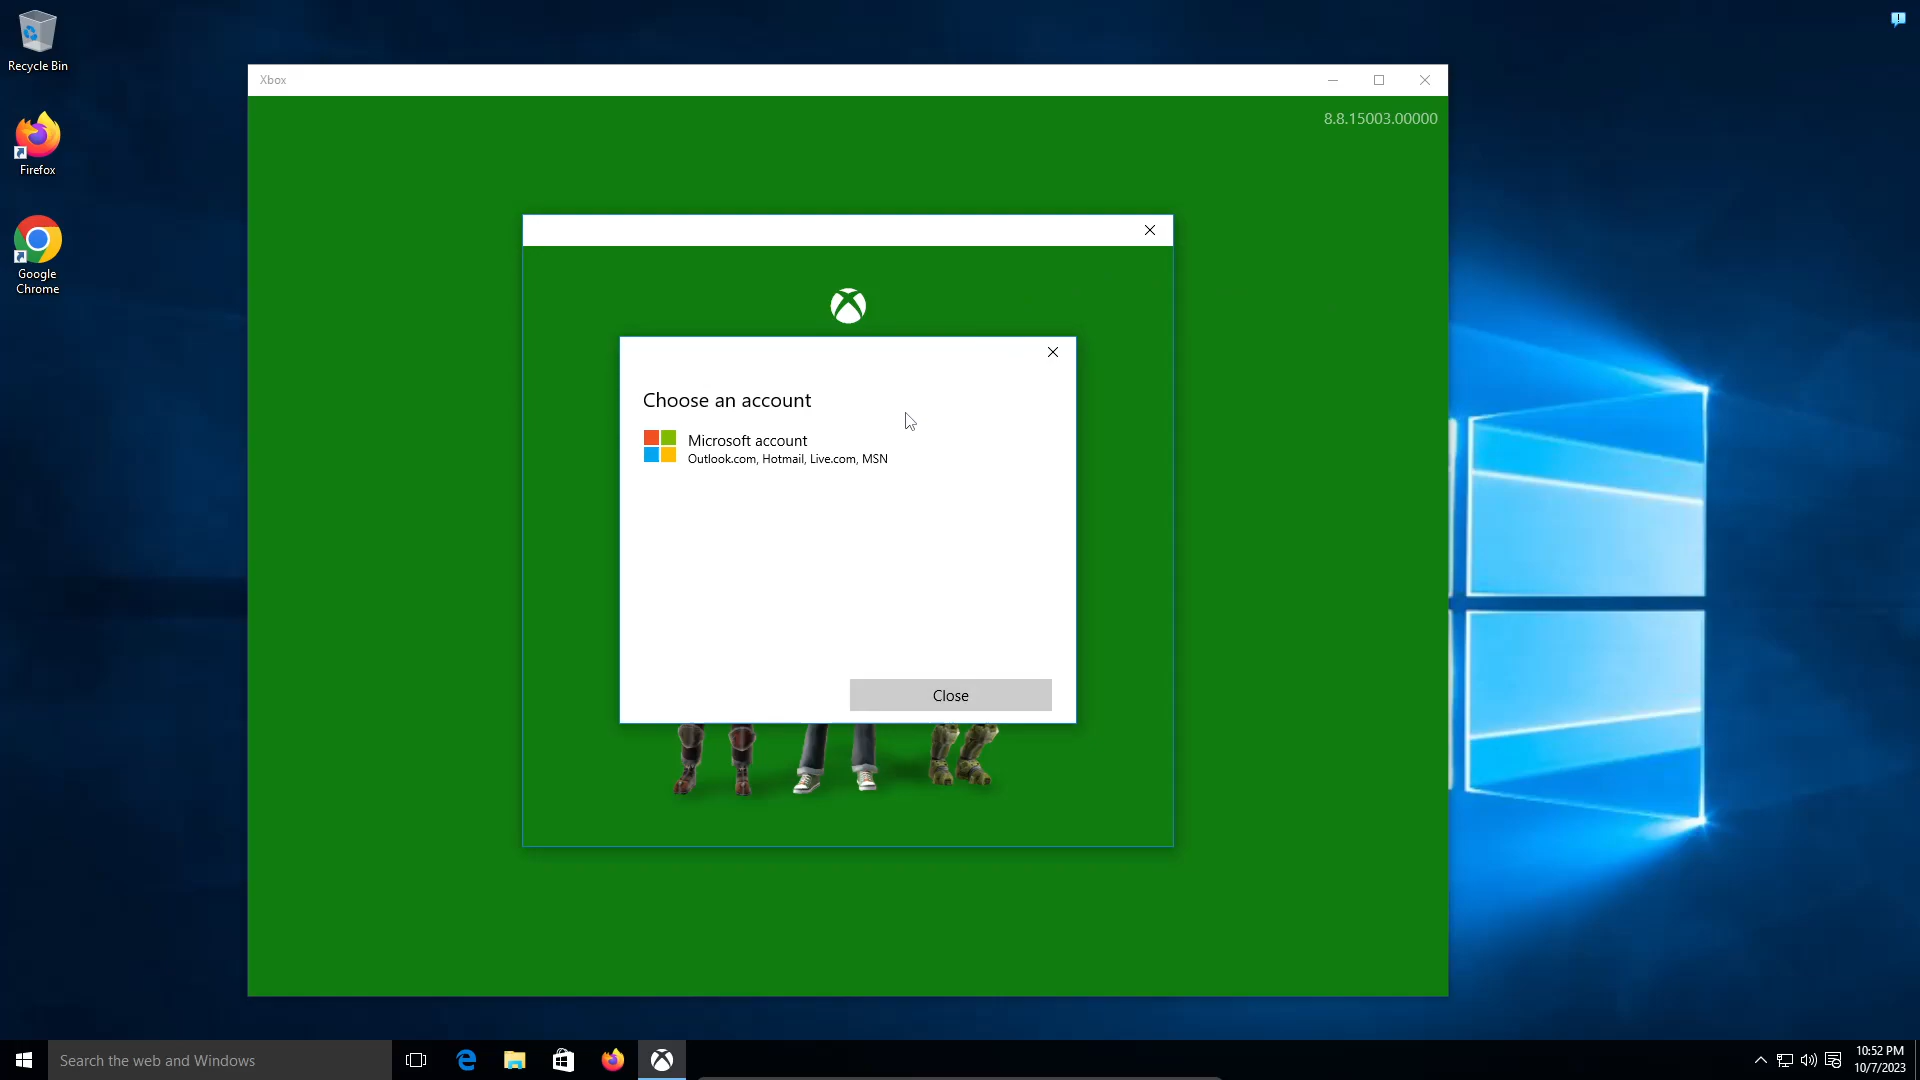 Recycle Bin
Firefox
Google
Chrome
Xbox
8.8.15003.00000
Choose an account
Microsoft account
Outlook.com, Hotmail, Live.com, MSN
Close
Search the web and Windows
10:52 PM
10/7/2023